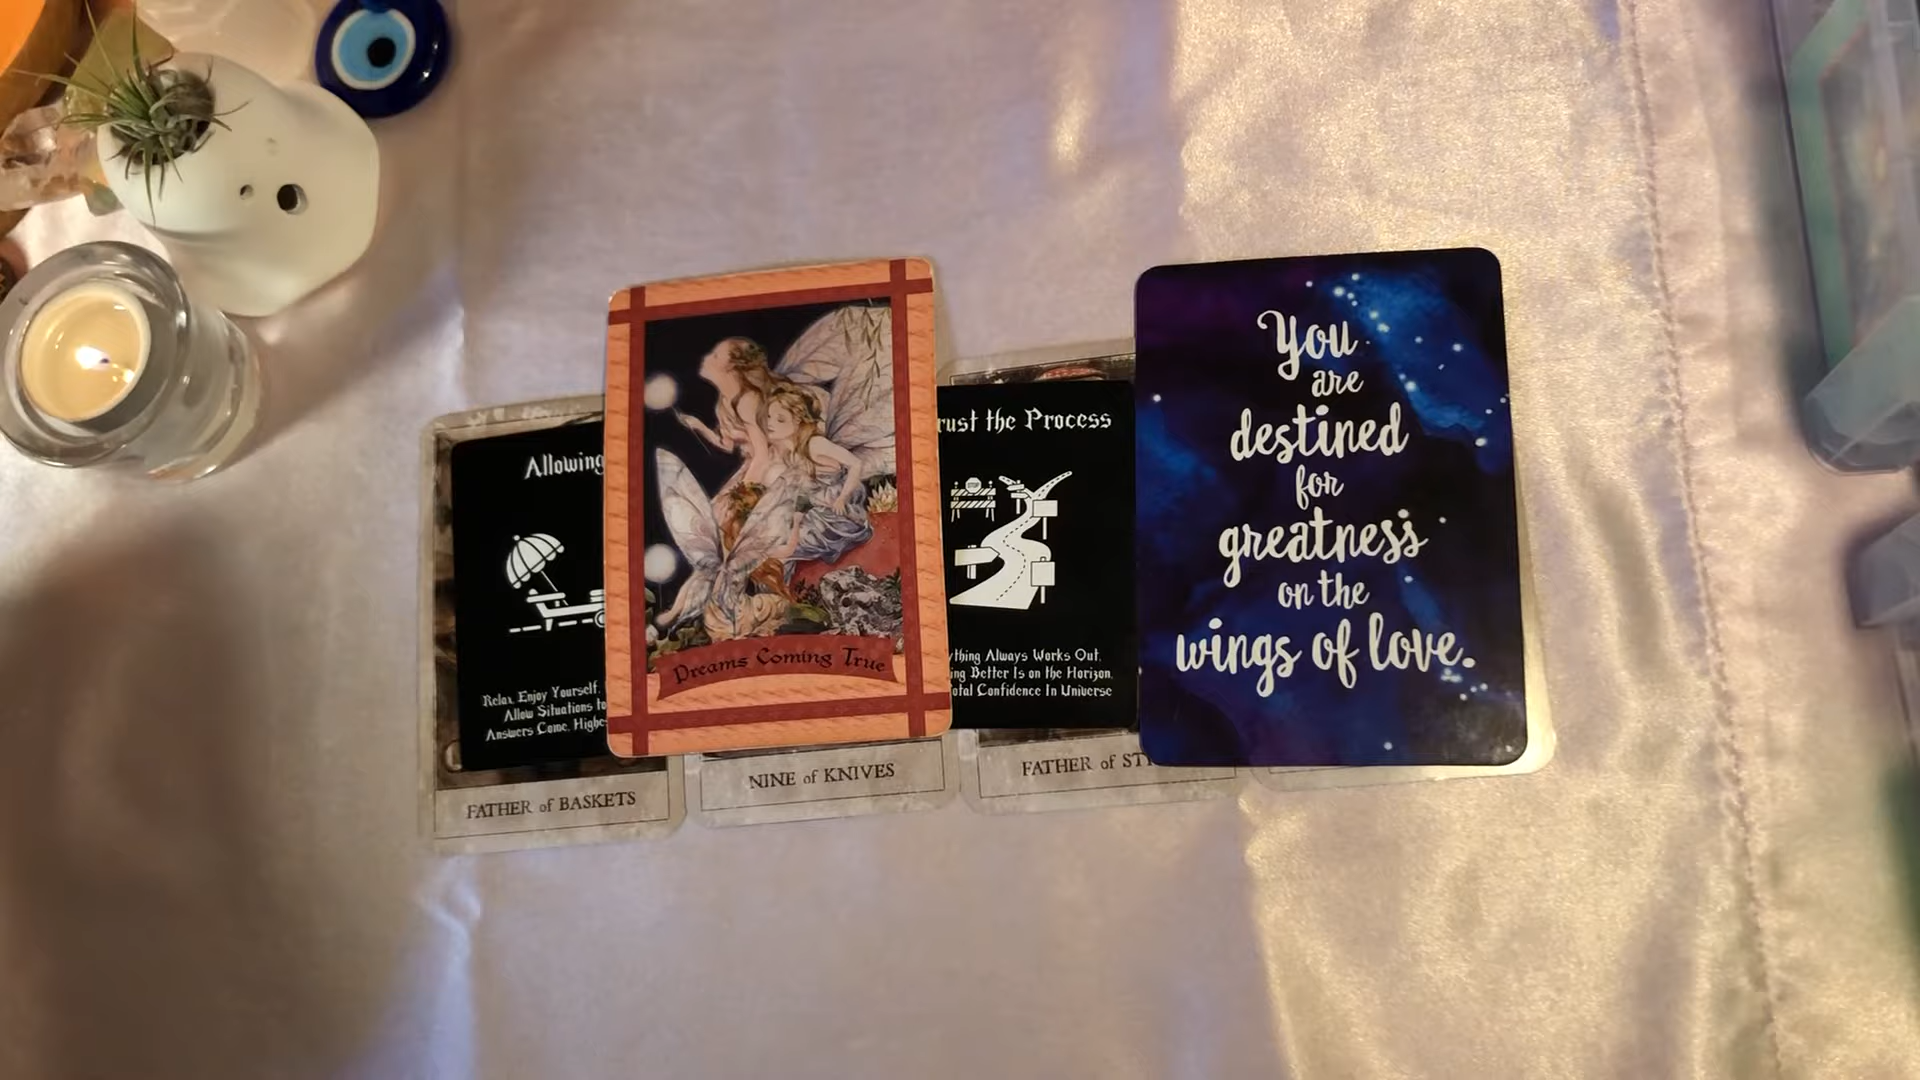 Allowing
Relax, Enjoy Yourself,
Allow Situations to
Answers Come, Highe
FATHER of BASKETS
Dreams Coming True
NINE of KNIVES
rust the Process
thing Always Works Out,
ing Better Is on the Horizon,
otal Confidence In Universe
FATHER of ST
You
are
destined
for
greatness
on the
wings of love.